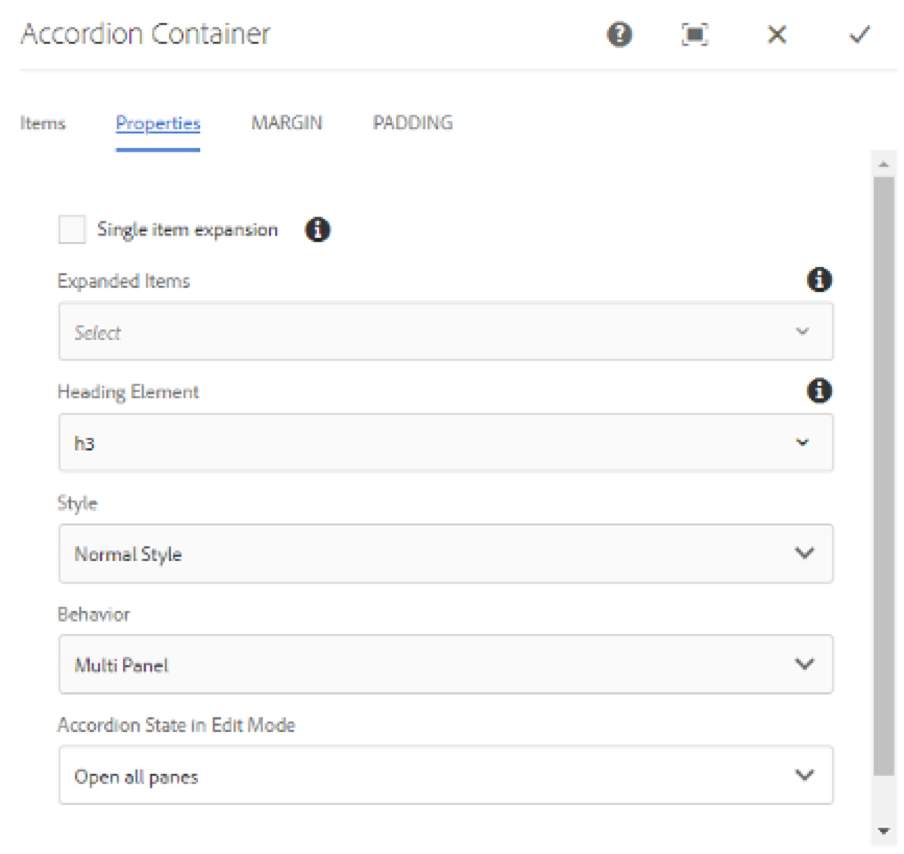 Accordion Container
Items Properties MARGIN PADDING
Single item expansion
Expanded Items
Select
Heading Element
h3
Style
Normal Style
Behavior
Multi Panel
Accordion State in Edit Mode
Open all panes